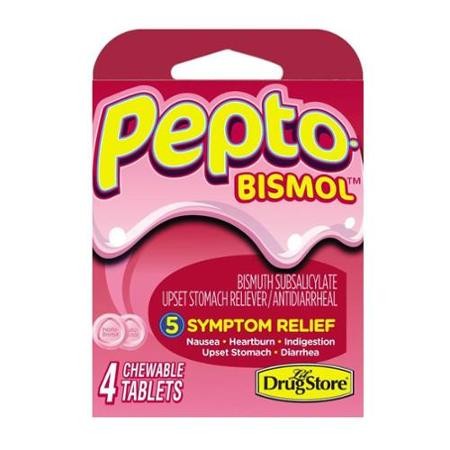 Pepto-
BISMOL™
BISMUTH SUBSALICYLATE
UPSET STOMACH RELIEVER/ANTIDIARRHEAL
5 SYMPTOM RELIEF
Nausea • Heartburn • Indigestion
Upset Stomach • Diarrhea
4 CHEWABLE
TABLETS
Lil'
DrugStore